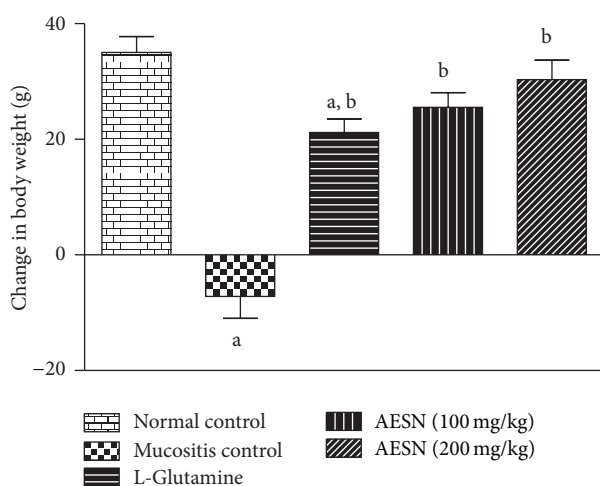 40
20
0
−20
Change in body weight (g)
a
a, b
b
b
Normal control
Mucositis control
L-Glutamine
AESN (100 mg/kg)
AESN (200 mg/kg)